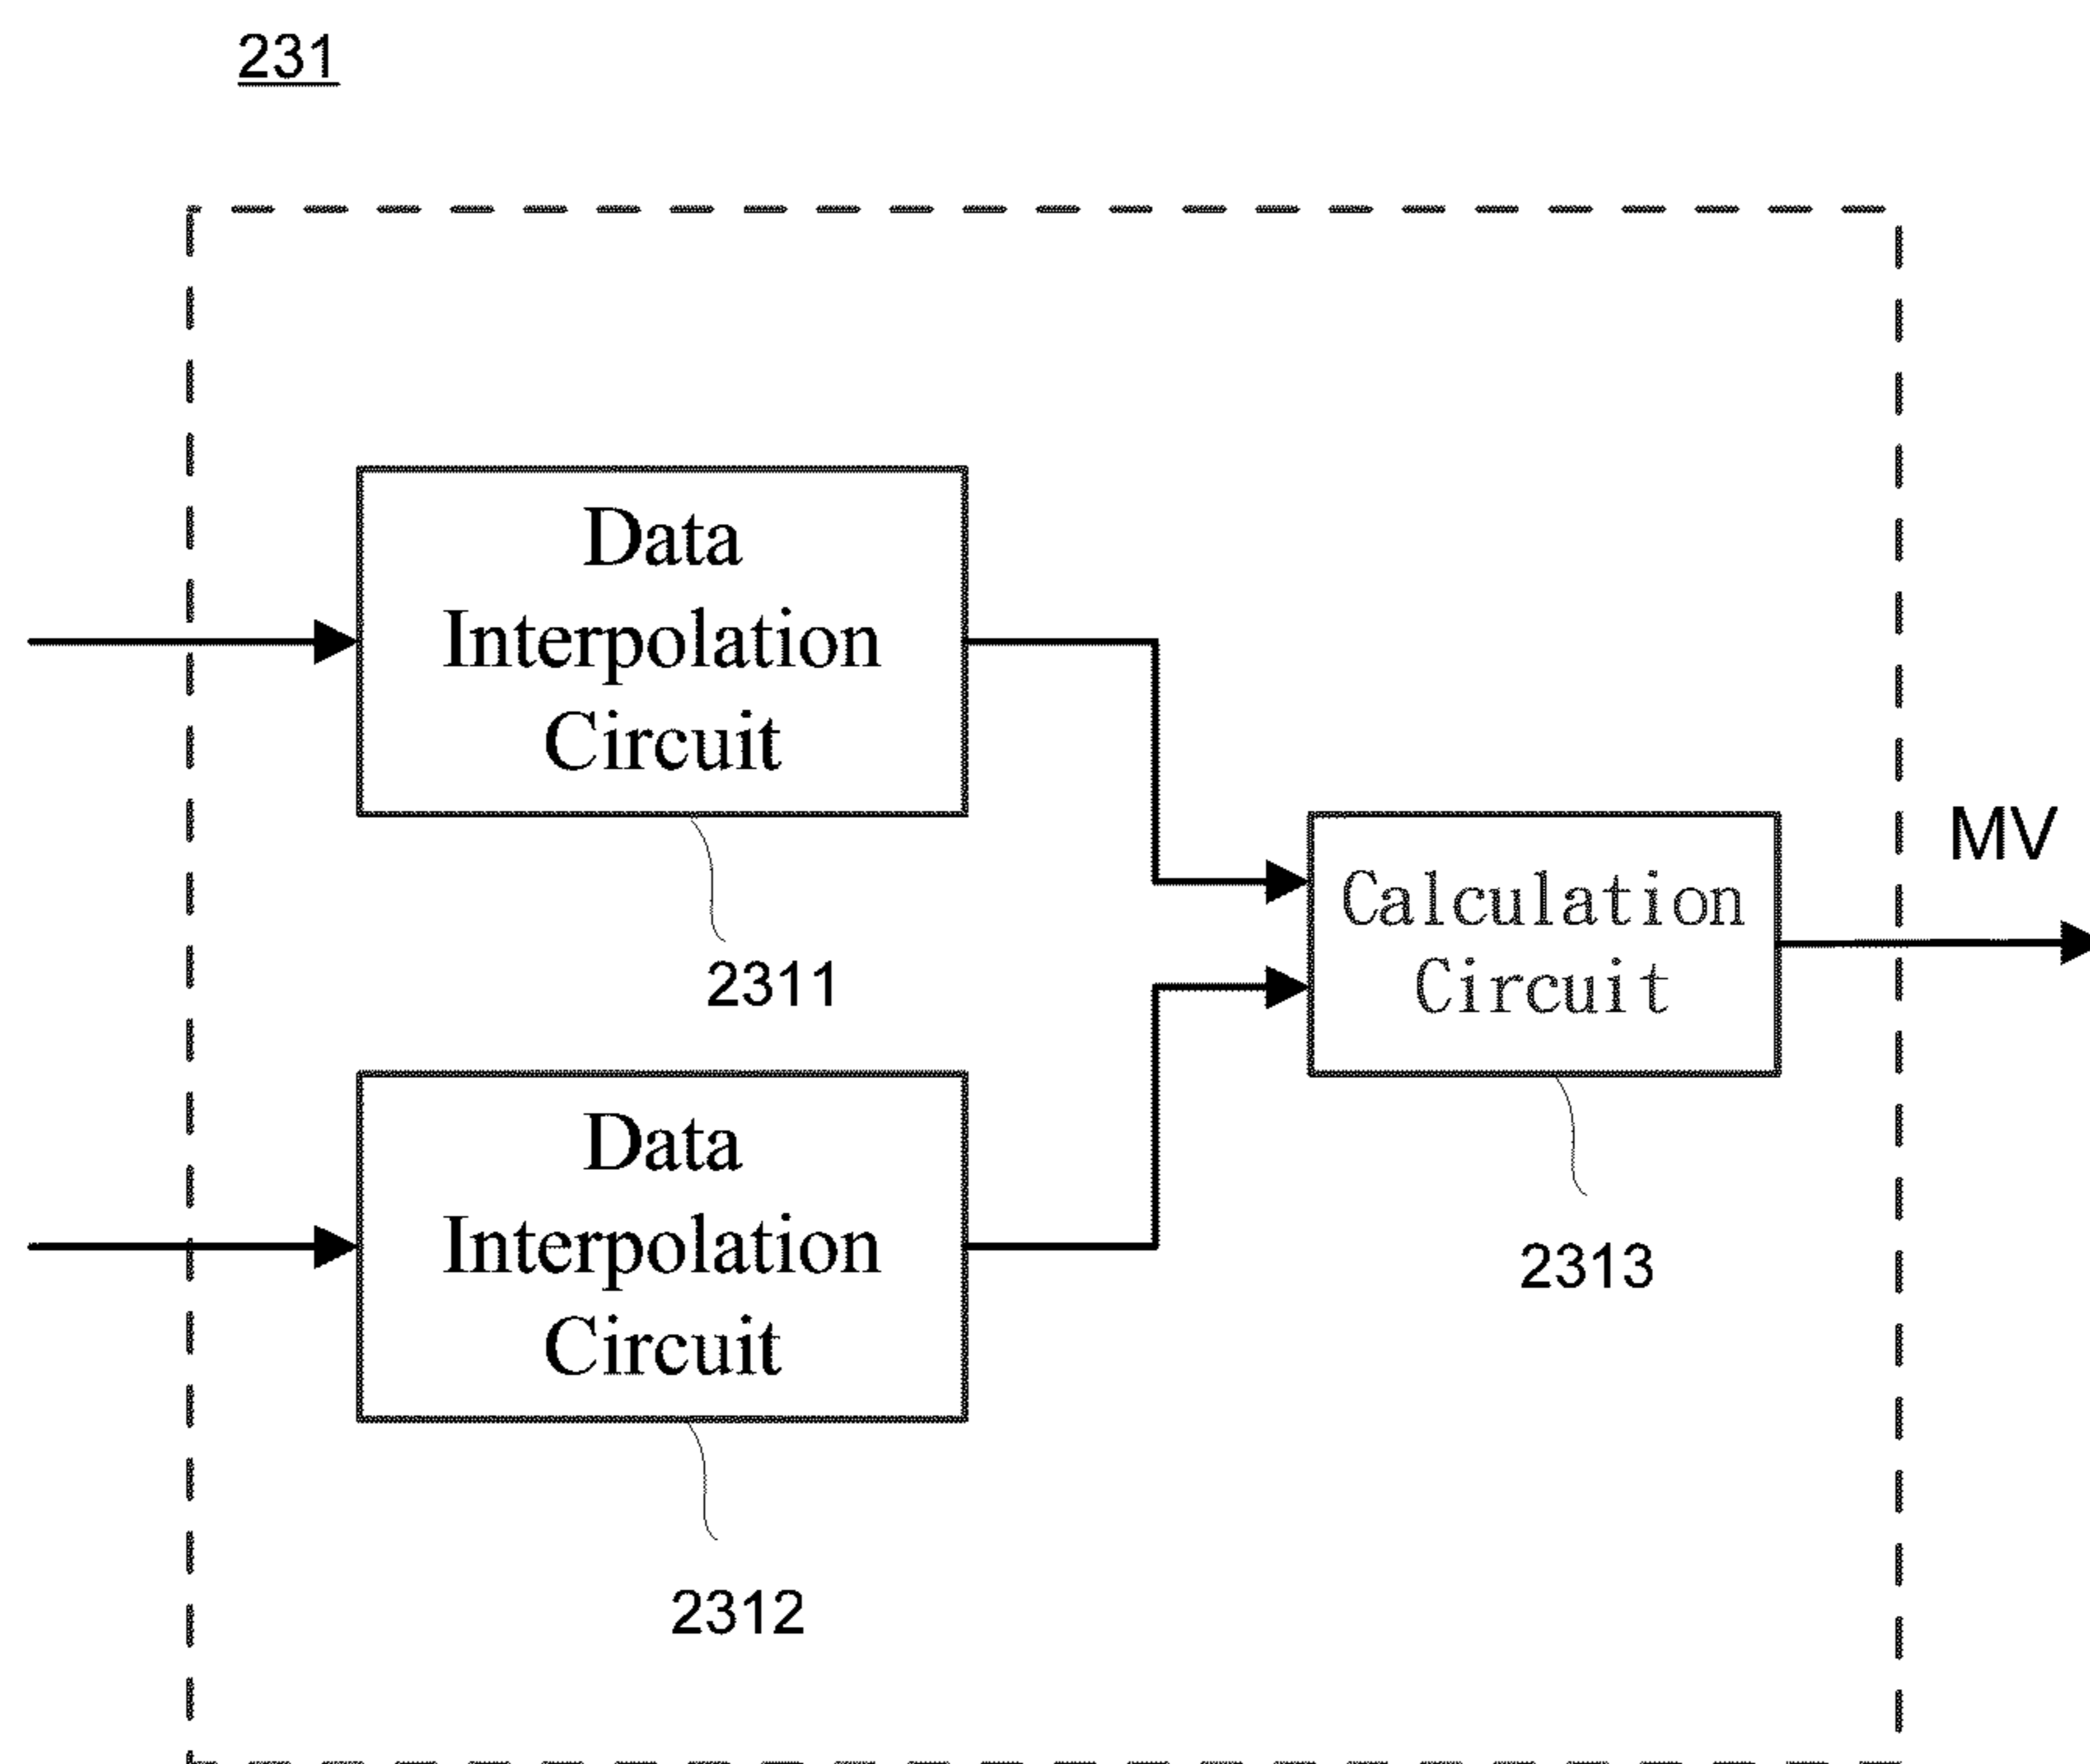 231
Data
Interpolation
Circuit
2311
MV
Calculation
Circuit
2313
Data
Interpolation
Circuit
2312